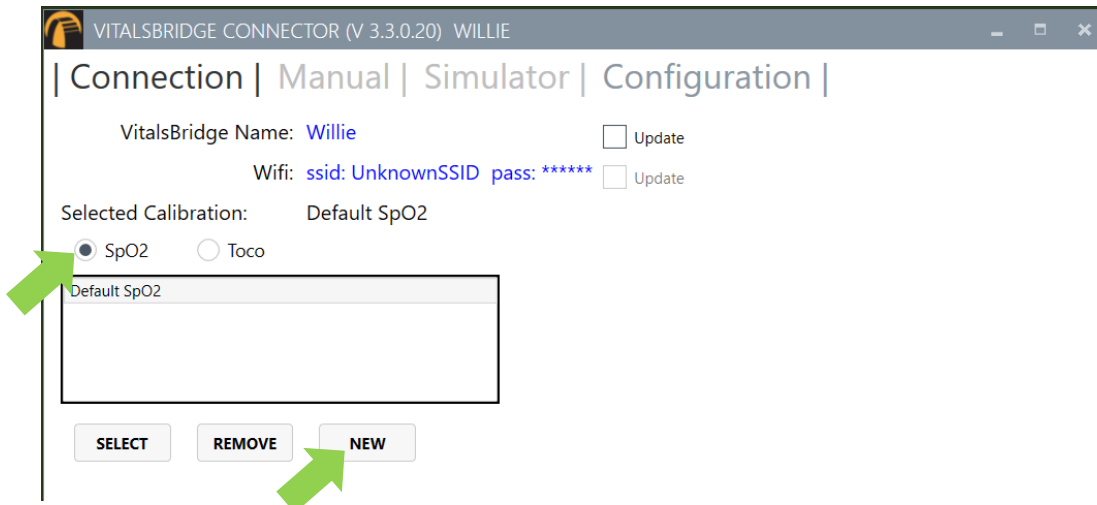 VITALSBRIDGE CONNECTOR (V 3.3.0.20) WILLIE
| Connection | Manual | Simulator | Configuration |
VitalsBridge Name: Willie Update
Wifi: ssid: UnknownSSID pass: ****** Update
Selected Calibration: Default SpO2
SpO2 Toco
Default SpO2
SELECT REMOVE NEW